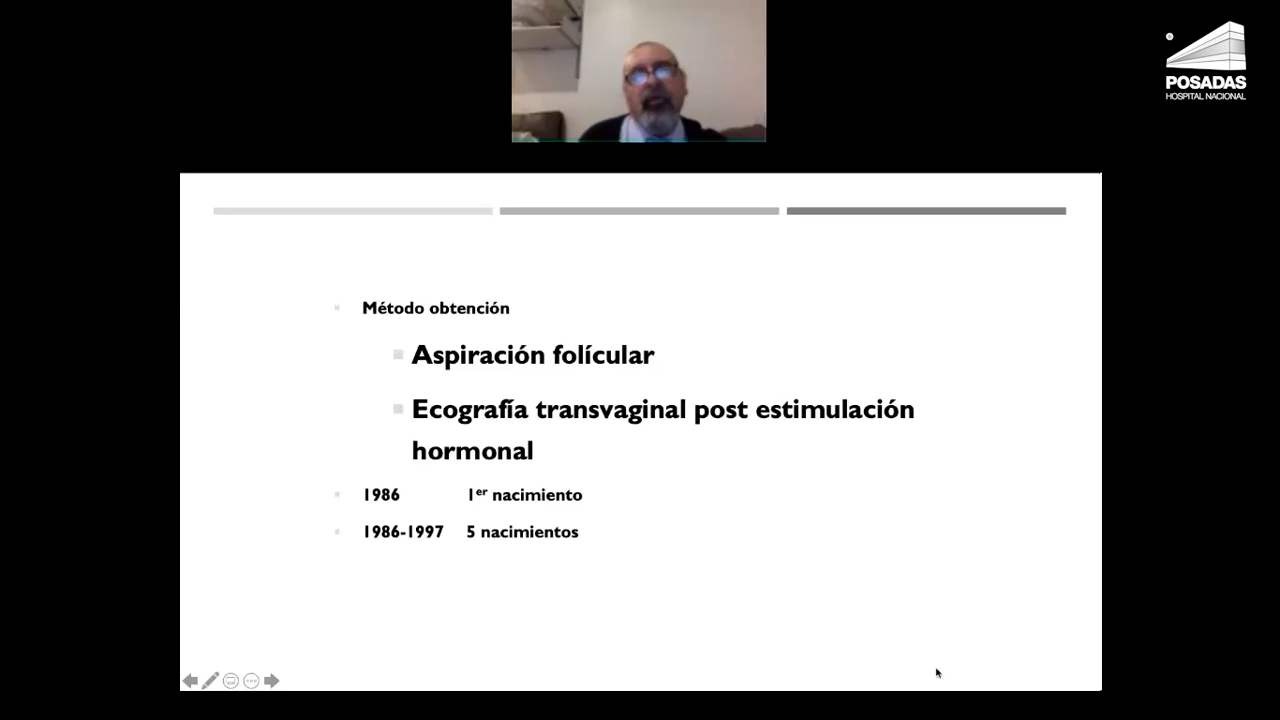 POSADAS
HOSPITAL NACIONAL
Método obtención
Aspiración folícular
Ecografía transvaginal post estimulación
hormonal
1986 1er nacimiento
1986-1997 5 nacimientos